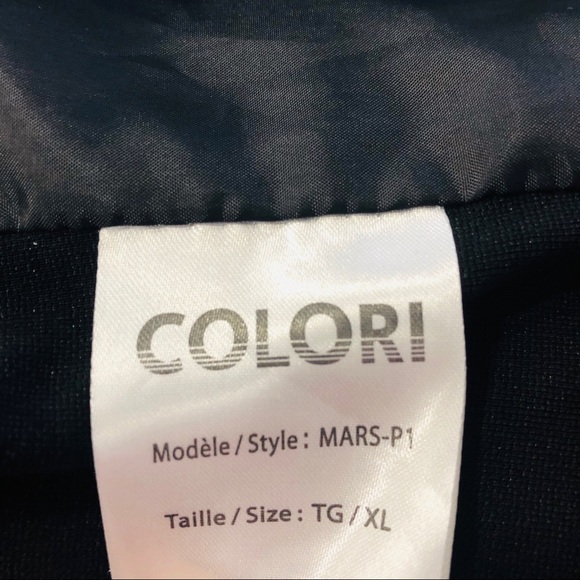 COLORI
Modèle / Style : MARS-P1
Taille / Size : TG / XL